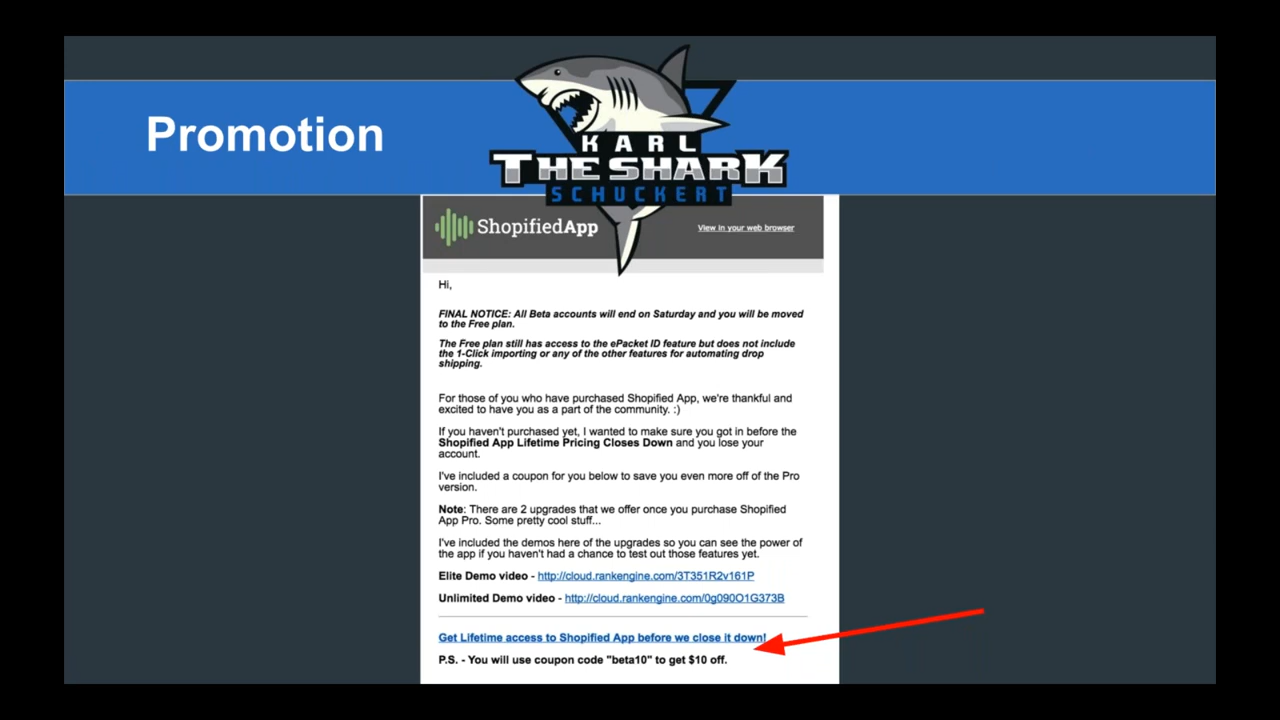 Promotion
KARL
THE SHARK
SCHUCKERT
ShopifiedApp
View in your web browser
Hi,
FINAL NOTICE: All Beta accounts will end on Saturday and you will be moved
to the Free plan.
The Free plan still has access to the ePacket ID feature but does not include
the 1-Click importing or any of the other features for automating drop
shipping.
For those of you who have purchased Shopified App, we're thankful and
excited to have you as a part of the community. :)
If you haven't purchased yet, I wanted to make sure you got in before the
Shopified App Lifetime Pricing Closes Down and you lose your
account.
I've included a coupon for you below to save you even more off of the Pro
version.
Note: There are 2 upgrades that we offer once you purchase Shopified
App Pro. Some pretty cool stuff...
I've included the demos here of the upgrades so you can see the power of
the app if you haven't had a chance to test out those features yet.
Elite Demo video - http://cloud.rankengine.com/3T351R2v161P
Unlimited Demo video - http://cloud.rankengine.com/0g090O1G373B
Get Lifetime access to Shopified App before we close it down!
P.S. - You will use coupon code "beta10" to get $10 off.